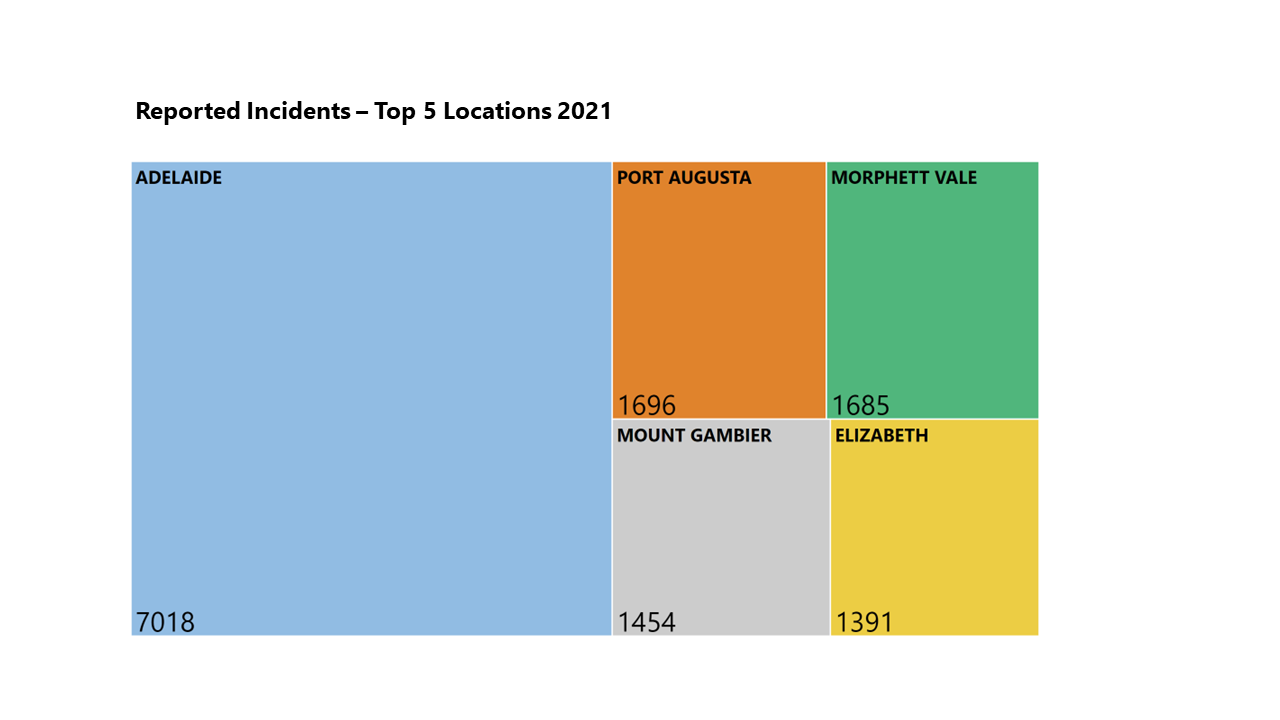 Reported Incidents – Top 5 Locations 2021
ADELAIDE
7018
PORT AUGUSTA
1696
MORPHETT VALE
1685
MOUNT GAMBIER
1454
ELIZABETH
1391